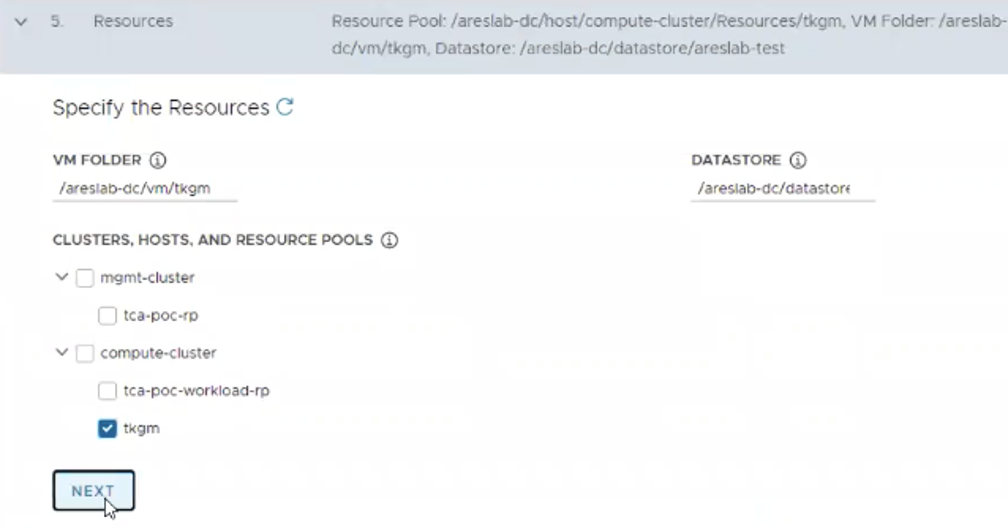 5. Resources Resource Pool: /areslab-dc/host/compute-cluster/Resources/tkgm, VM Folder: /areslab-
dc/vm/tkgm, Datastore: /areslab-dc/datastore/areslab-test
Specify the Resources
VM FOLDER DATASTORE
/areslab-dc/vm/tkgm /areslab-dc/datastore
CLUSTERS, HOSTS, AND RESOURCE POOLS
mgmt-cluster
tca-poc-rp
compute-cluster
tca-poc-workload-rp
tkgm
NEXT